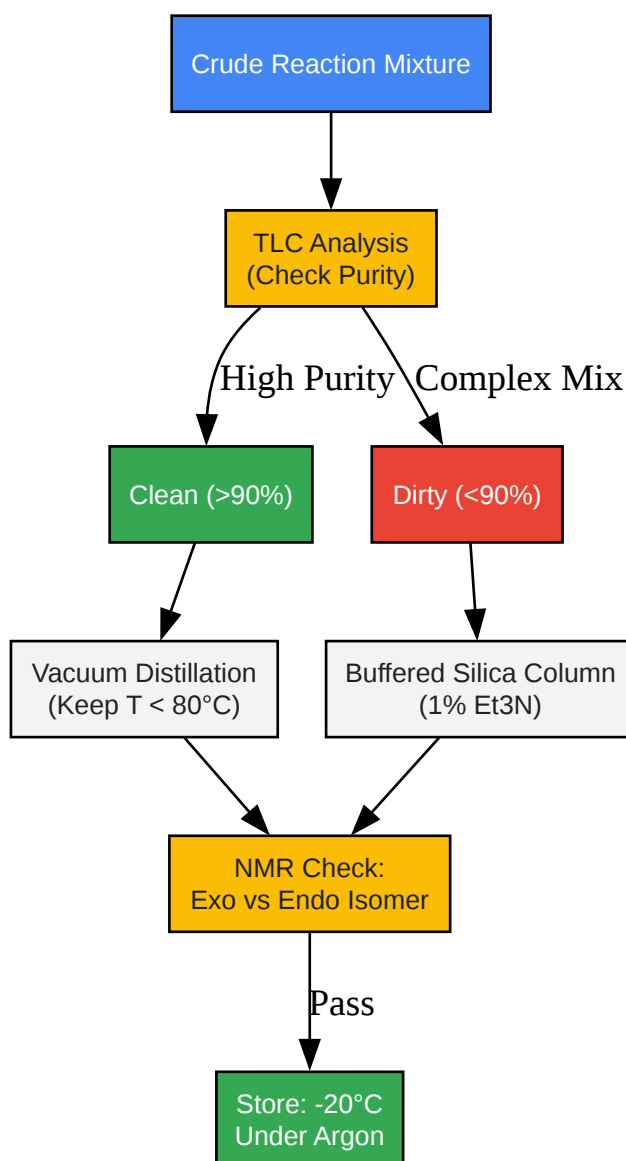 Crude Reaction Mixture
TLC Analysis
(Check Purity)
High Purity
Complex Mix
Clean (>90%)
Dirty (<90%)
Vacuum Distillation
(Keep T < 80°C)
Buffered Silica Column
(1% Et3N)
NMR Check:
Exo vs Endo Isomer
Pass
Store: -20°C
Under Argon